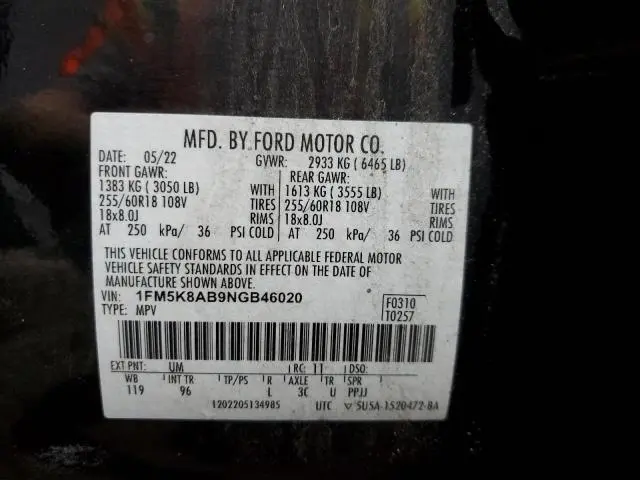 MFD. BY FORD MOTOR CO.
DATE: 05/22 GVWR: 2933 KG ( 6465 LB)
FRONT GAWR: REAR GAWR:
1383 KG ( 3050 LB) WITH 1613 KG ( 3555 LB) WITH
255/60R18 108V TIRES 255/60R18 108V TIRES
18x8.0J RIMS 18x8.0J RIMS
AT 250 kPa/ 36 PSI COLD AT 250 kPa/ 36 PSI COLD
THIS VEHICLE CONFORMS TO ALL APPLICABLE FEDERAL MOTOR
VEHICLE SAFETY STANDARDS IN EFFECT ON THE DATE OF
MANUFACTURE SHOWN ABOVE.
VIN: 1FM5K8AB9NGB46020 F0310
TYPE: MPV T0257
EXT PNT: UM RC: 11 DSO:
WB INT TR TP/PS R AXLE TR SPR
119 96 L 3C U PPJJ
1202205134985 UTC ▽ 5USA-1520472-BA